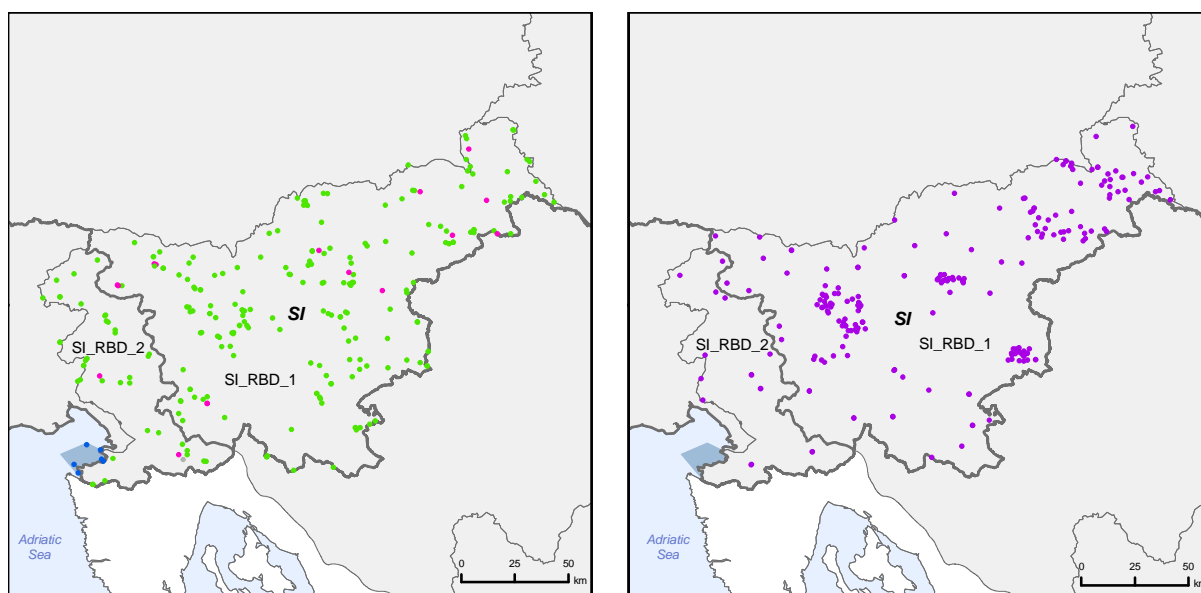 SI
SI_RBD_2
SI_RBD_1
Adriatic
Sea
0 25 50
km
SI
SI_RBD_2
SI_RBD_1
Adriatic
Sea
0 25 50
km